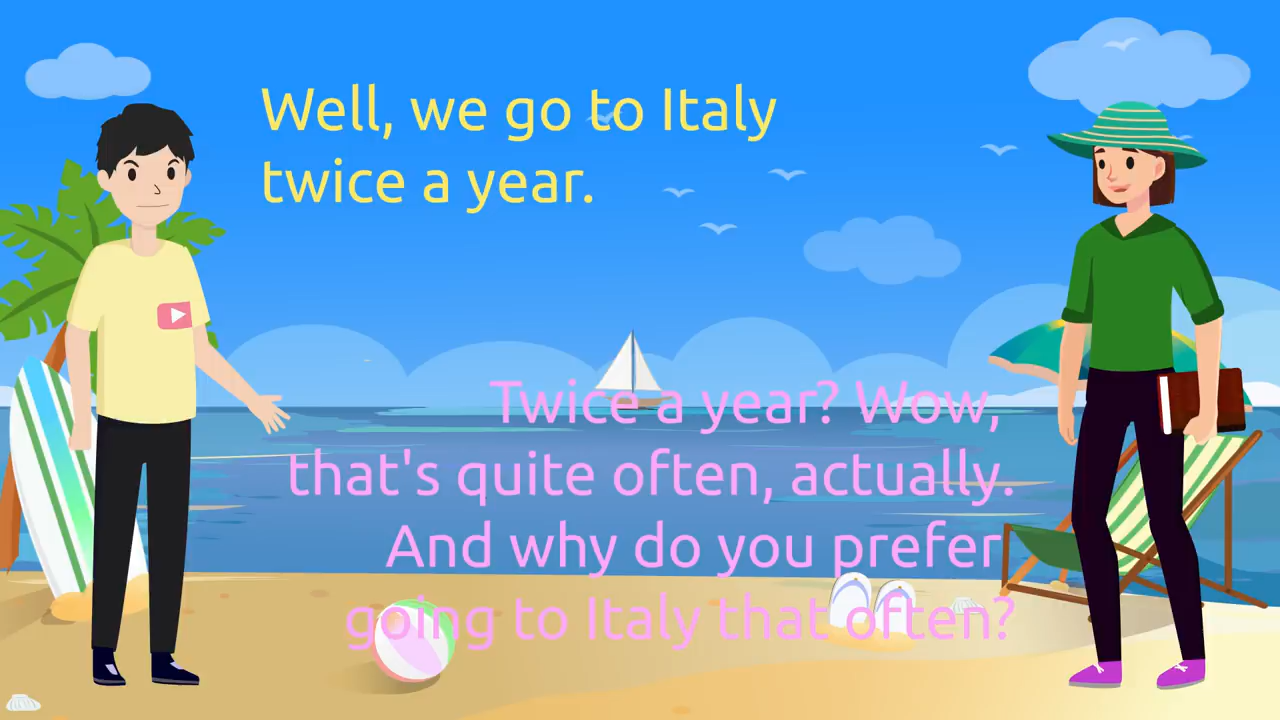 Well, we go to Italy
twice a year.
Twice a year? Wow,
that's quite often, actually.
And why do you prefer
going to Italy that often?